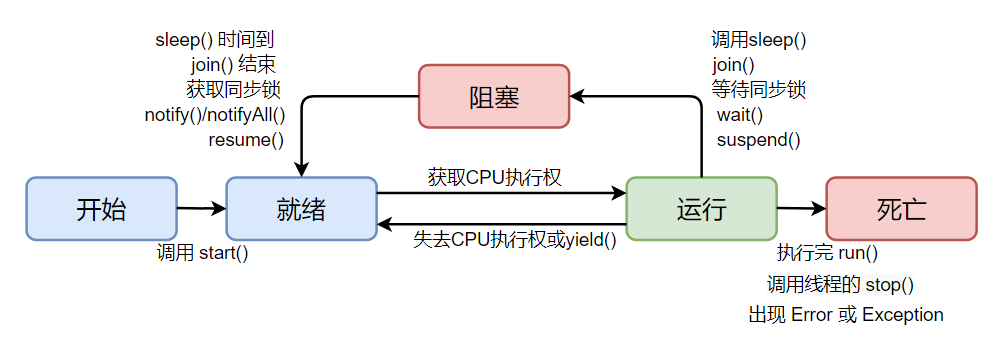 sleep() 时间到
join() 结束
获取同步锁
notify()/notifyAll()
resume()
阻塞
调用sleep()
join()
等待同步锁
wait()
suspend()
开始
调用 start()
就绪
获取CPU执行权
失去CPU执行权或yield()
运行
死亡
执行完 run()
调用线程的 stop()
出现 Error 或 Exception